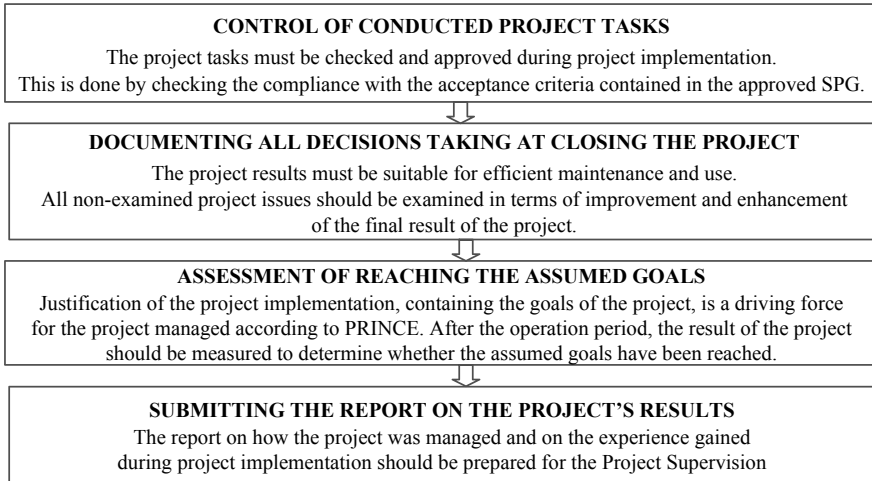 CONTROL OF CONDUCTED PROJECT TASKS
The project tasks must be checked and approved during project implementation.
This is done by checking the compliance with the acceptance criteria contained in the approved SPG.
DOCUMENTING ALL DECISIONS TAKING AT CLOSING THE PROJECT
The project results must be suitable for efficient maintenance and use.
All non-examined project issues should be examined in terms of improvement and enhancement
of the final result of the project.
ASSESSMENT OF REACHING THE ASSUMED GOALS
Justification of the project implementation, containing the goals of the project, is a driving force
for the project managed according to PRINCE. After the operation period, the result of the project
should be measured to determine whether the assumed goals have been reached.
SUBMITTING THE REPORT ON THE PROJECT'S RESULTS
The report on how the project was managed and on the experience gained
during project implementation should be prepared for the Project Supervision